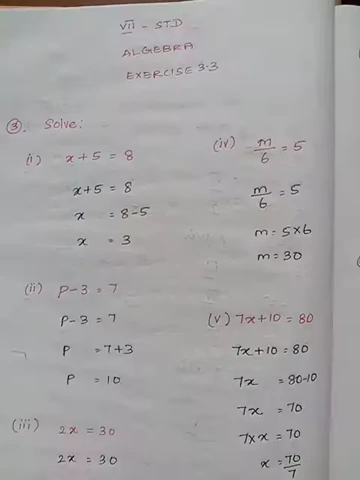 VII - STD
ALGEBRA
EXERCISE 3.3
③. Solve:
(i) x+5 = 8
x+5 = 8
x = 8-5
x = 3
(ii) P-3 = 7
P-3 = 7
P = 7+3
P = 10
(iii) 2x = 30
2x = 30
(iv) m/6 = 5
m/6 = 5
m = 5×6
m = 30
(v) 7x+10 = 80
7x+10 = 80
7x = 80-10
7x = 70
7×x = 70
x = 70/7